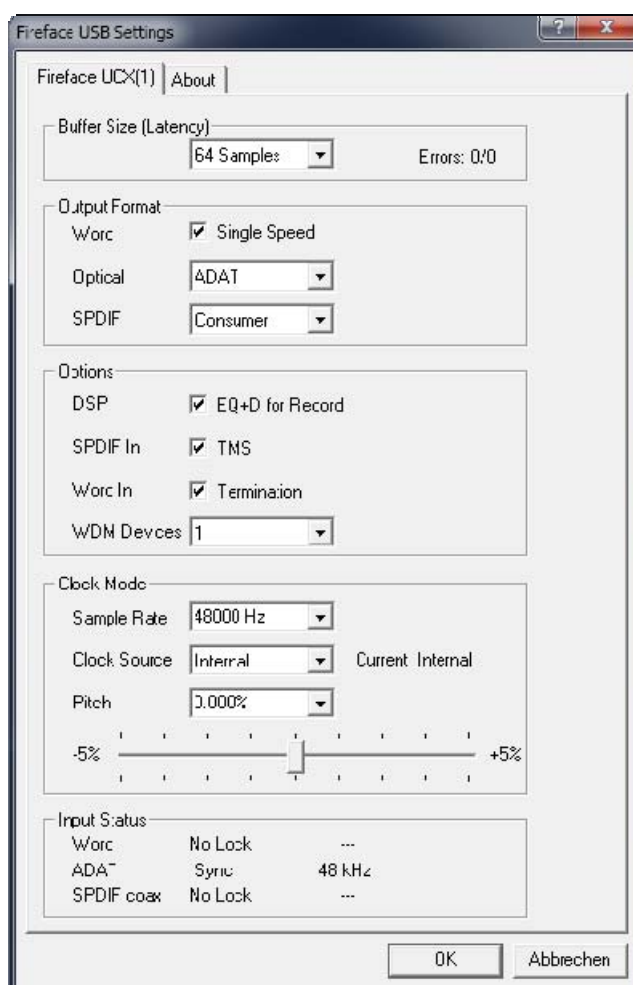 Fireface USB Settings
Fireface UCX(1) About
Buffer Size (Latency)
64 Samples Errors: 0/0
Output Format
Word Single Speed
Optical ADAT
SPDIF Consumer
Options
DSP EQ+D for Record
SPDIF In TMS
Word In Termination
WDM Devices 1
Clock Mode
Sample Rate 48000 Hz
Clock Source Internal Current Internal
Pitch 0.000%
-5% +5%
Input Status
Word No Lock ---
ADAT Sync 48 kHz
SPDIF coax No Lock ---
OK Abbrechen